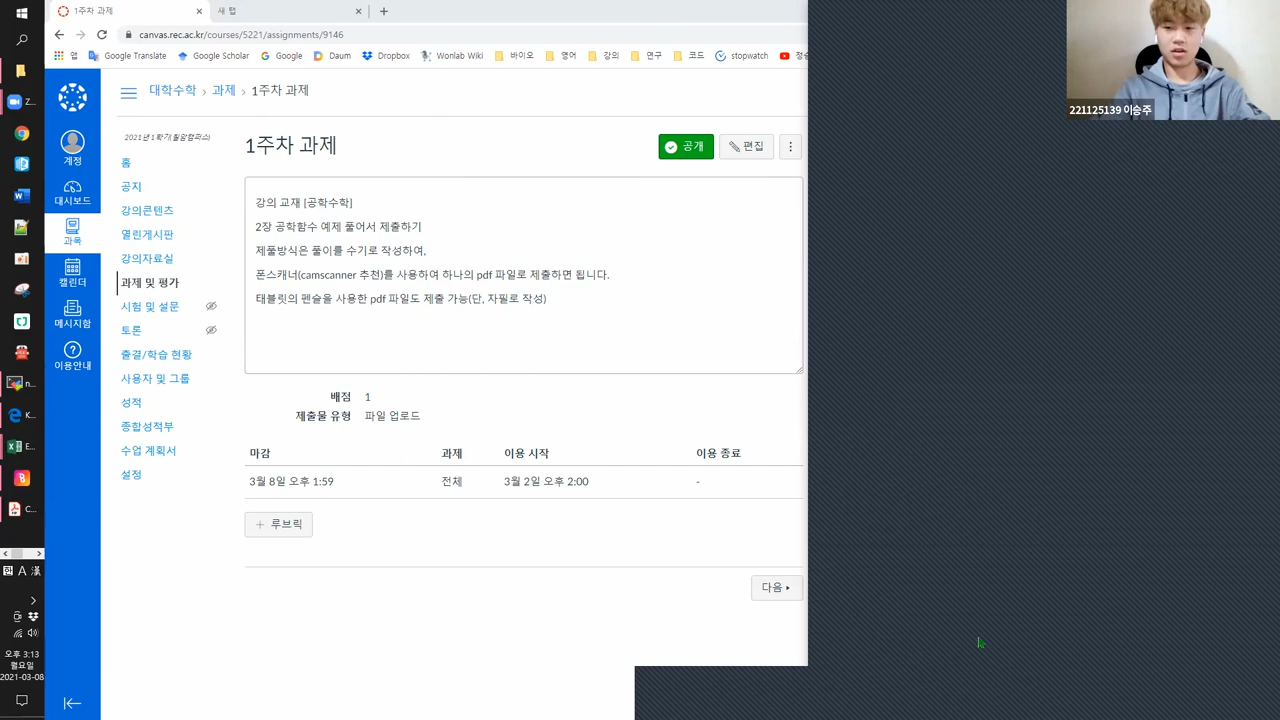 1주차 과제
새 탭
canvas.rec.ac.kr/courses/5221/assignments/9146
앱 Google Translate Google Scholar Google Daum Dropbox Wonlab Wiki 바이오 영어 강의 연구 코드 stopwatch
221125139 이승주
대학수학 › 과제 › 1주차 과제
계정
대시보드
과목
캘린더
메시지함
이용안내
홈
공지
강의콘텐츠
열린게시판
강의자료실
과제 및 평가
시험 및 설문
토론
출결/학습 현황
사용자 및 그룹
성적
종합성적부
수업 계획서
설정
1주차 과제
공개
편집
강의 교재 [공학수학]
2장 공학함수 예제 풀어서 제출하기
제풀방식은 풀이를 수기로 작성하여,
폰스캐너(camscanner 추천)를 사용하여 하나의 pdf 파일로 제출하면 됩니다.
태블릿의 펜슬을 사용한 pdf 파일도 제출 가능(단, 자필로 작성)
배점 1
제출물 유형 파일 업로드
마감 과제 이용 시작 이용 종료
3월 8일 오후 1:59 전체 3월 2일 오후 2:00 -
+ 루브릭
다음
Z...
n...
K...
E...
C...
A 漢
오후 3:13
월요일
2021-03-08